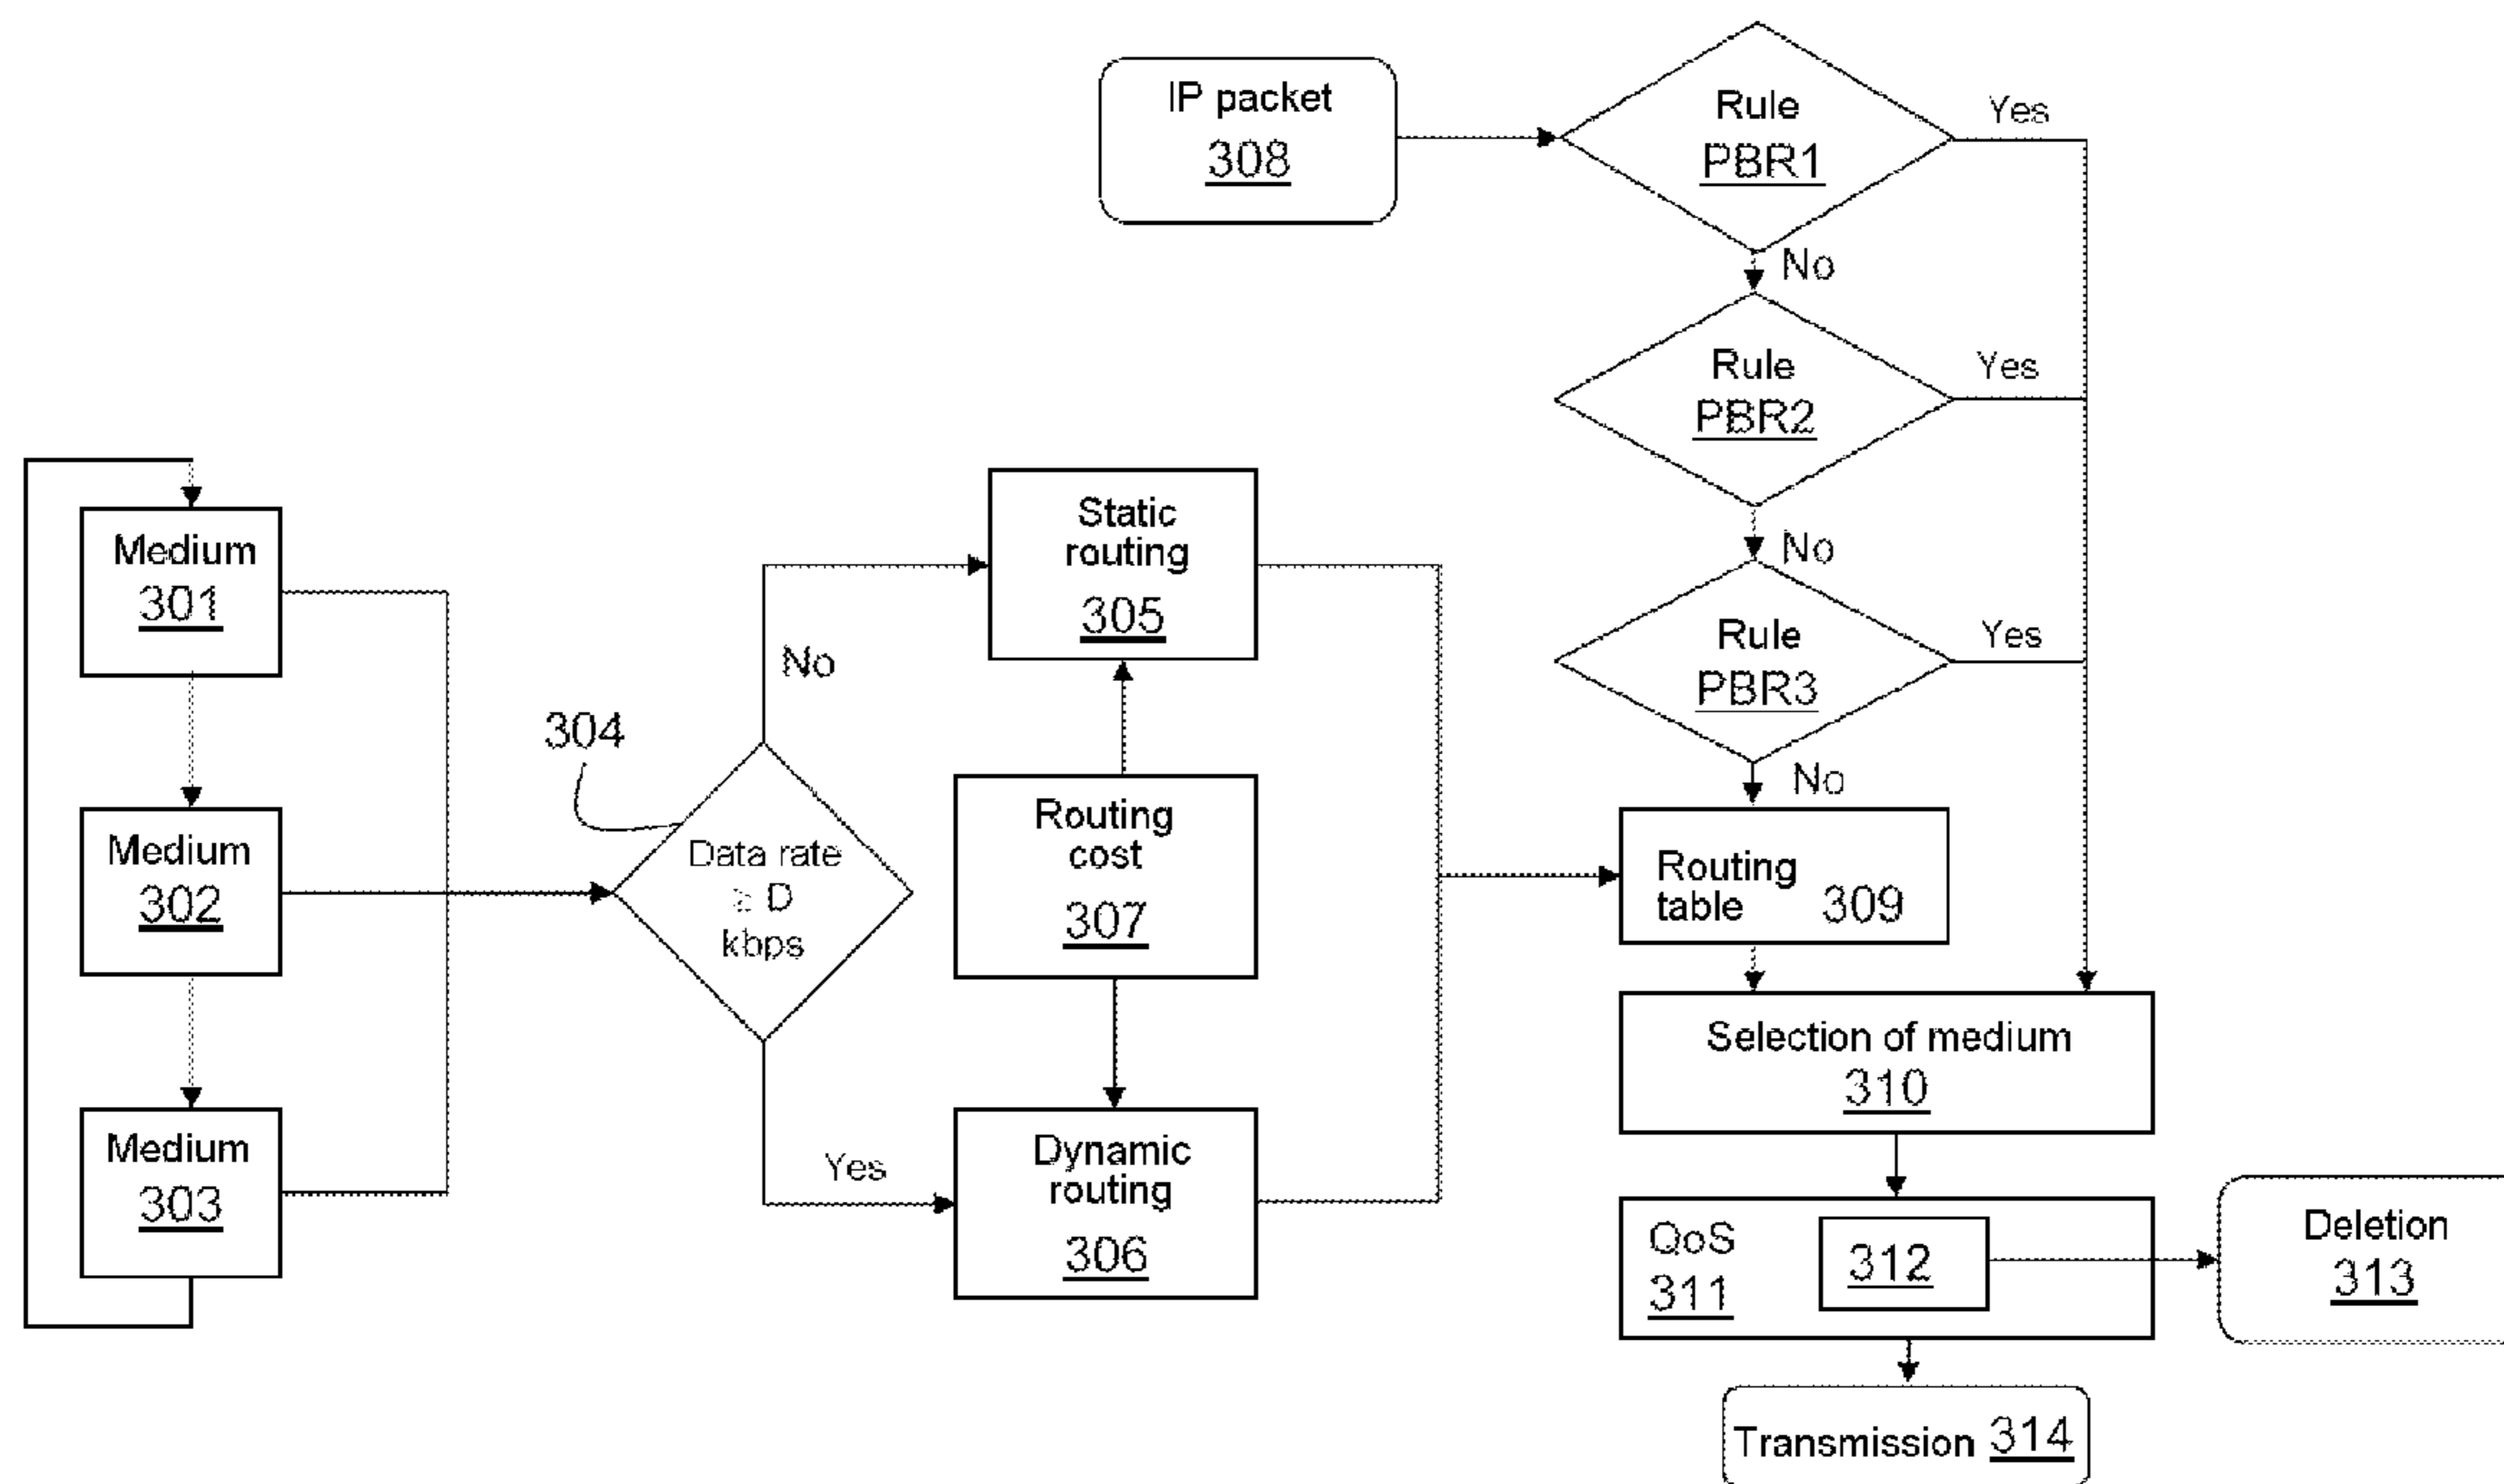 IP packet
308
Rule
PBR1
Yes
No
Rule
PBR2
Yes
No
Rule
PBR3
Yes
No
Medium
301
Medium
302
Medium
303
304
Data rate
≥ D
kbps
No
Yes
Static
routing
305
Routing
cost
307
Dynamic
routing
306
Routing
table 309
Selection of medium
310
QoS
311
312
Deletion
313
Transmission 314